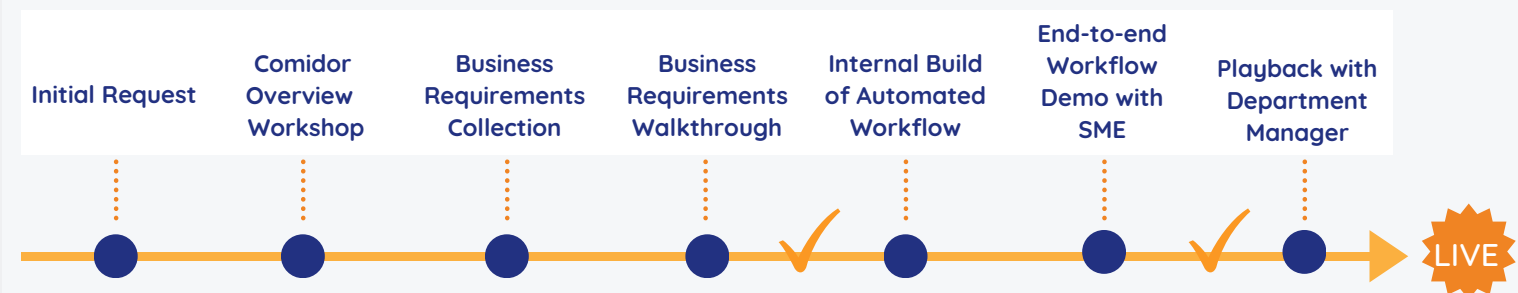 Initial Request
Comidor
Overview
Workshop
Business
Requirements
Collection
Business
Requirements
Walkthrough
Internal Build
of Automated
Workflow
End-to-end
Workflow
Demo with
SME
Playback with
Department
Manager
LIVE